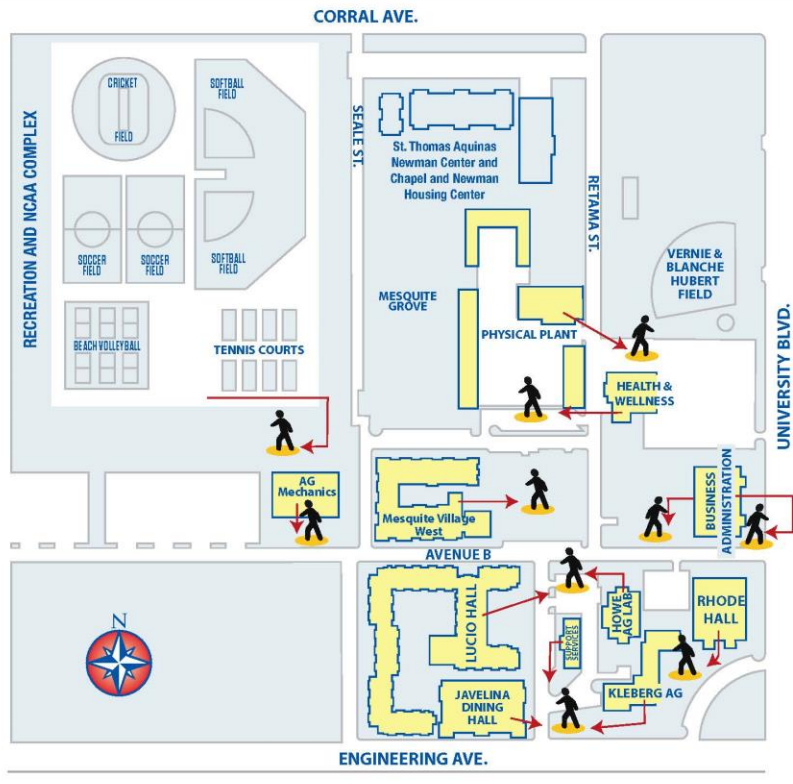 CORRAL AVE.
RECREATION AND NCAA COMPLEX
CRICKET
FIELD
SOFTBALL
FIELD
SOCCER
FIELD
SOCCER
FIELD
SOFTBALL
FIELD
BEACH VOLLEYBALL
TENNIS COURTS
SEALE ST.
St. Thomas Aquinas
Newman Center and
Chapel and Newman
Housing Center
RETAMA ST.
MESQUITE
GROVE
PHYSICAL PLANT
VERNIE &
BLANCHE
HUBERT
FIELD
UNIVERSITY BLVD.
HEALTH &
WELLNESS
AG
Mechanics
Mesquite Village
West
BUSINESS
ADMINISTRATION
AVENUE B
N
LUCIO HALL
HOWE
AG LAB
RHODE
HALL
SUPPORT
SERVICES
JAVELINA
DINING
HALL
KLEBERG AG
ENGINEERING AVE.